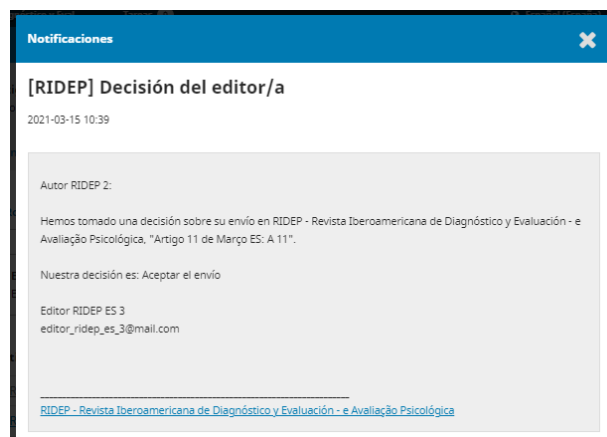 Notificaciones
[RIDEP] Decisión del editor/a
2021-03-15 10:39
Autor RIDEP 2:
Hemos tomado una decisión sobre su envío en RIDEP - Revista Iberoamericana de Diagnóstico y Evaluación - e
Avaliação Psicológica, "Artigo 11 de Março ES: A 11".
Nuestra decisión es: Aceptar el envío
Editor RIDEP ES 3
editor_ridep_es_3@mail.com
RIDEP - Revista Iberoamericana de Diagnóstico y Evaluación - e Avaliação Psicológica